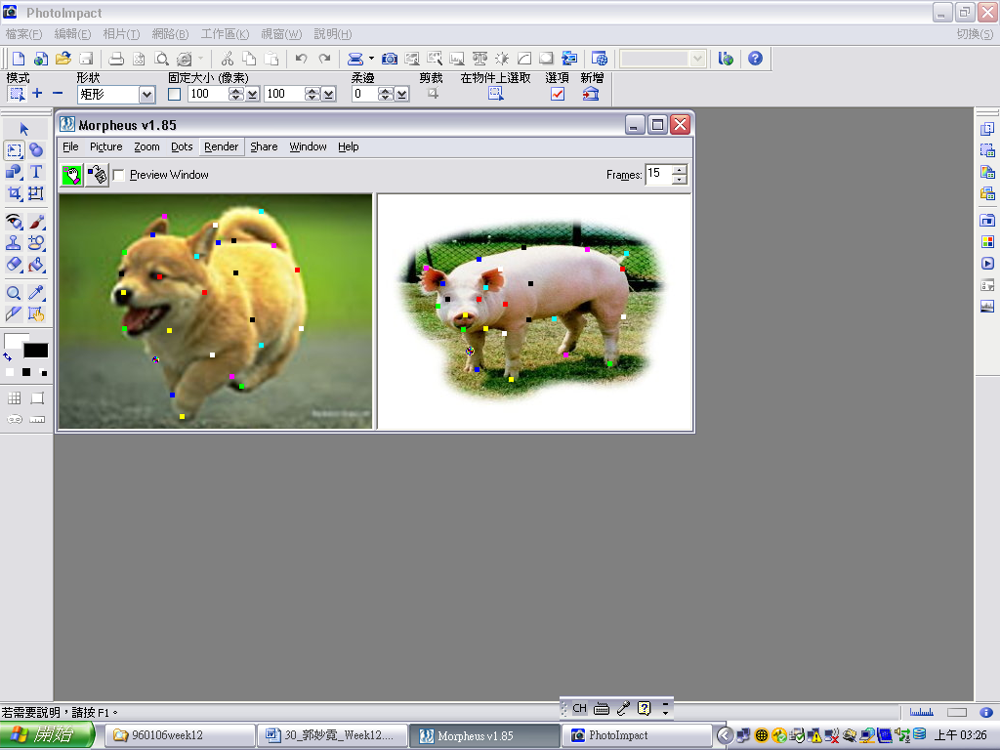 PhotoImpact
檔案(F) 編輯(E) 相片(T) 網路(B) 工作區(K) 視窗(W) 說明(H) 切換(S)
模式 形狀 固定大小 (像素) 柔邊 剪裁 在物件上選取 選項 新增
矩形 100 100 0
Morpheus v1.85
File Picture Zoom Dots Render Share Window Help
Preview Window Frames: 15
若需要說明，請按 F1。
CH
開始 960106week12 30_郭妙霓_Week12.... Morpheus v1.85 PhotoImpact 上午 03:26